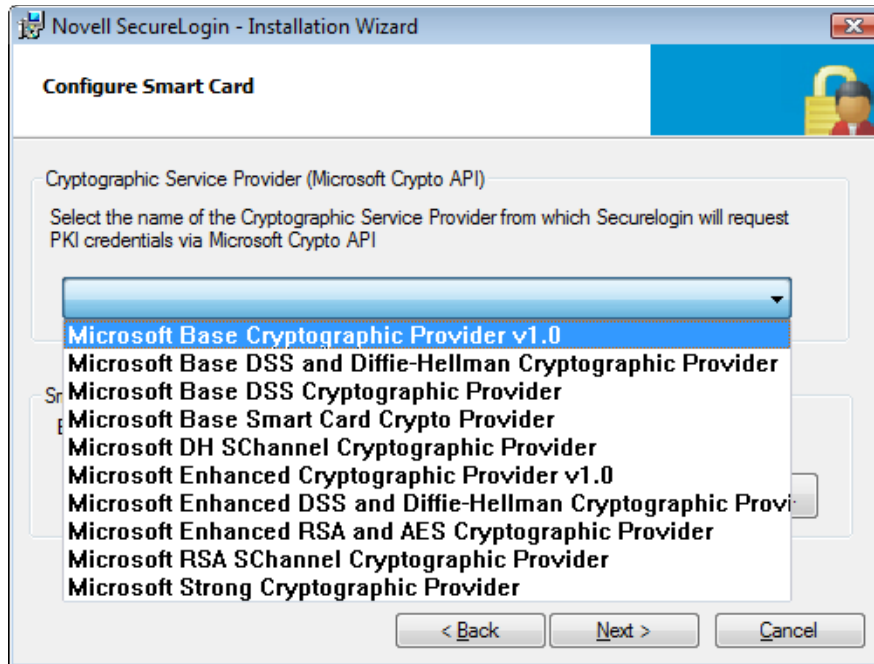 Novell SecureLogin - Installation Wizard
Configure Smart Card
Cryptographic Service Provider (Microsoft Crypto API)
Select the name of the Cryptographic Service Provider from which Securelogin will request
PKI credentials via Microsoft Crypto API
Microsoft Base Cryptographic Provider v1.0
Microsoft Base DSS and Diffie-Hellman Cryptographic Provider
Microsoft Base DSS Cryptographic Provider
Microsoft Base Smart Card Crypto Provider
Microsoft DH SChannel Cryptographic Provider
Microsoft Enhanced Cryptographic Provider v1.0
Microsoft Enhanced DSS and Diffie-Hellman Cryptographic Provi
Microsoft Enhanced RSA and AES Cryptographic Provider
Microsoft RSA SChannel Cryptographic Provider
Microsoft Strong Cryptographic Provider
< Back
Next >
Cancel